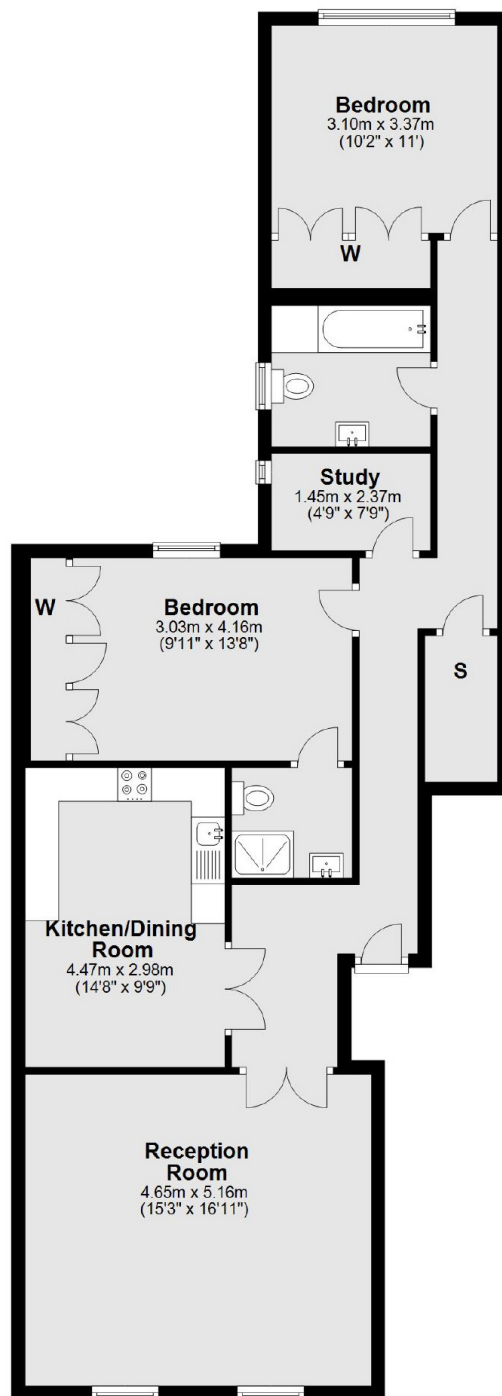 Bedroom
3.10m x 3.37m
(10'2" x 11')
W
Study
1.45m x 2.37m
(4'9" x 7'9")
W
Bedroom
3.03m x 4.16m
(9'11" x 13'8")
S
Kitchen/Dining
Room
4.47m x 2.98m
(14'8" x 9'9")
Reception
Room
4.65m x 5.16m
(15'3" x 16'11")